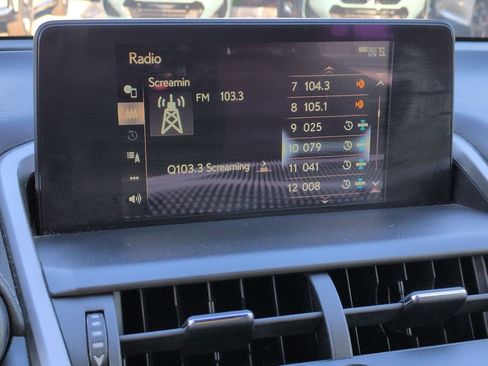 Radio
Screamin
FM 103.3
Q103.3 Screaming
7 104.3
8 105.1
9 025
10 079
11 041
12 008